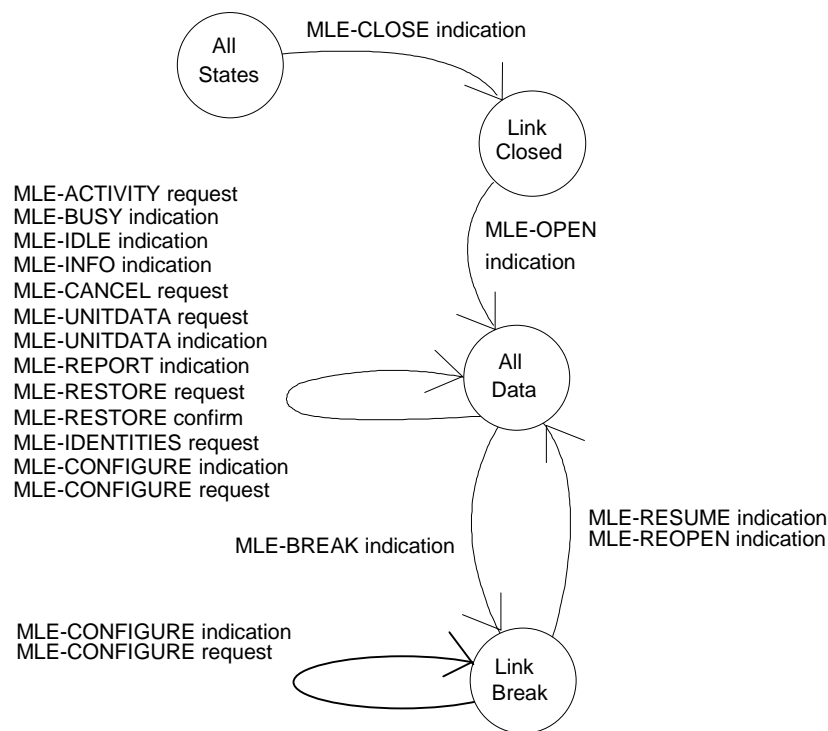 All
States
MLE-CLOSE indication
Link
Closed
MLE-OPEN
indication
MLE-ACTIVITY request
MLE-BUSY indication
MLE-IDLE indication
MLE-INFO indication
MLE-CANCEL request
MLE-UNITDATA request
MLE-UNITDATA indication
MLE-REPORT indication
MLE-RESTORE request
MLE-RESTORE confirm
MLE-IDENTITIES request
MLE-CONFIGURE indication
MLE-CONFIGURE request
All
Data
MLE-BREAK indication
MLE-RESUME indication
MLE-REOPEN indication
MLE-CONFIGURE indication
MLE-CONFIGURE request
Link
Break